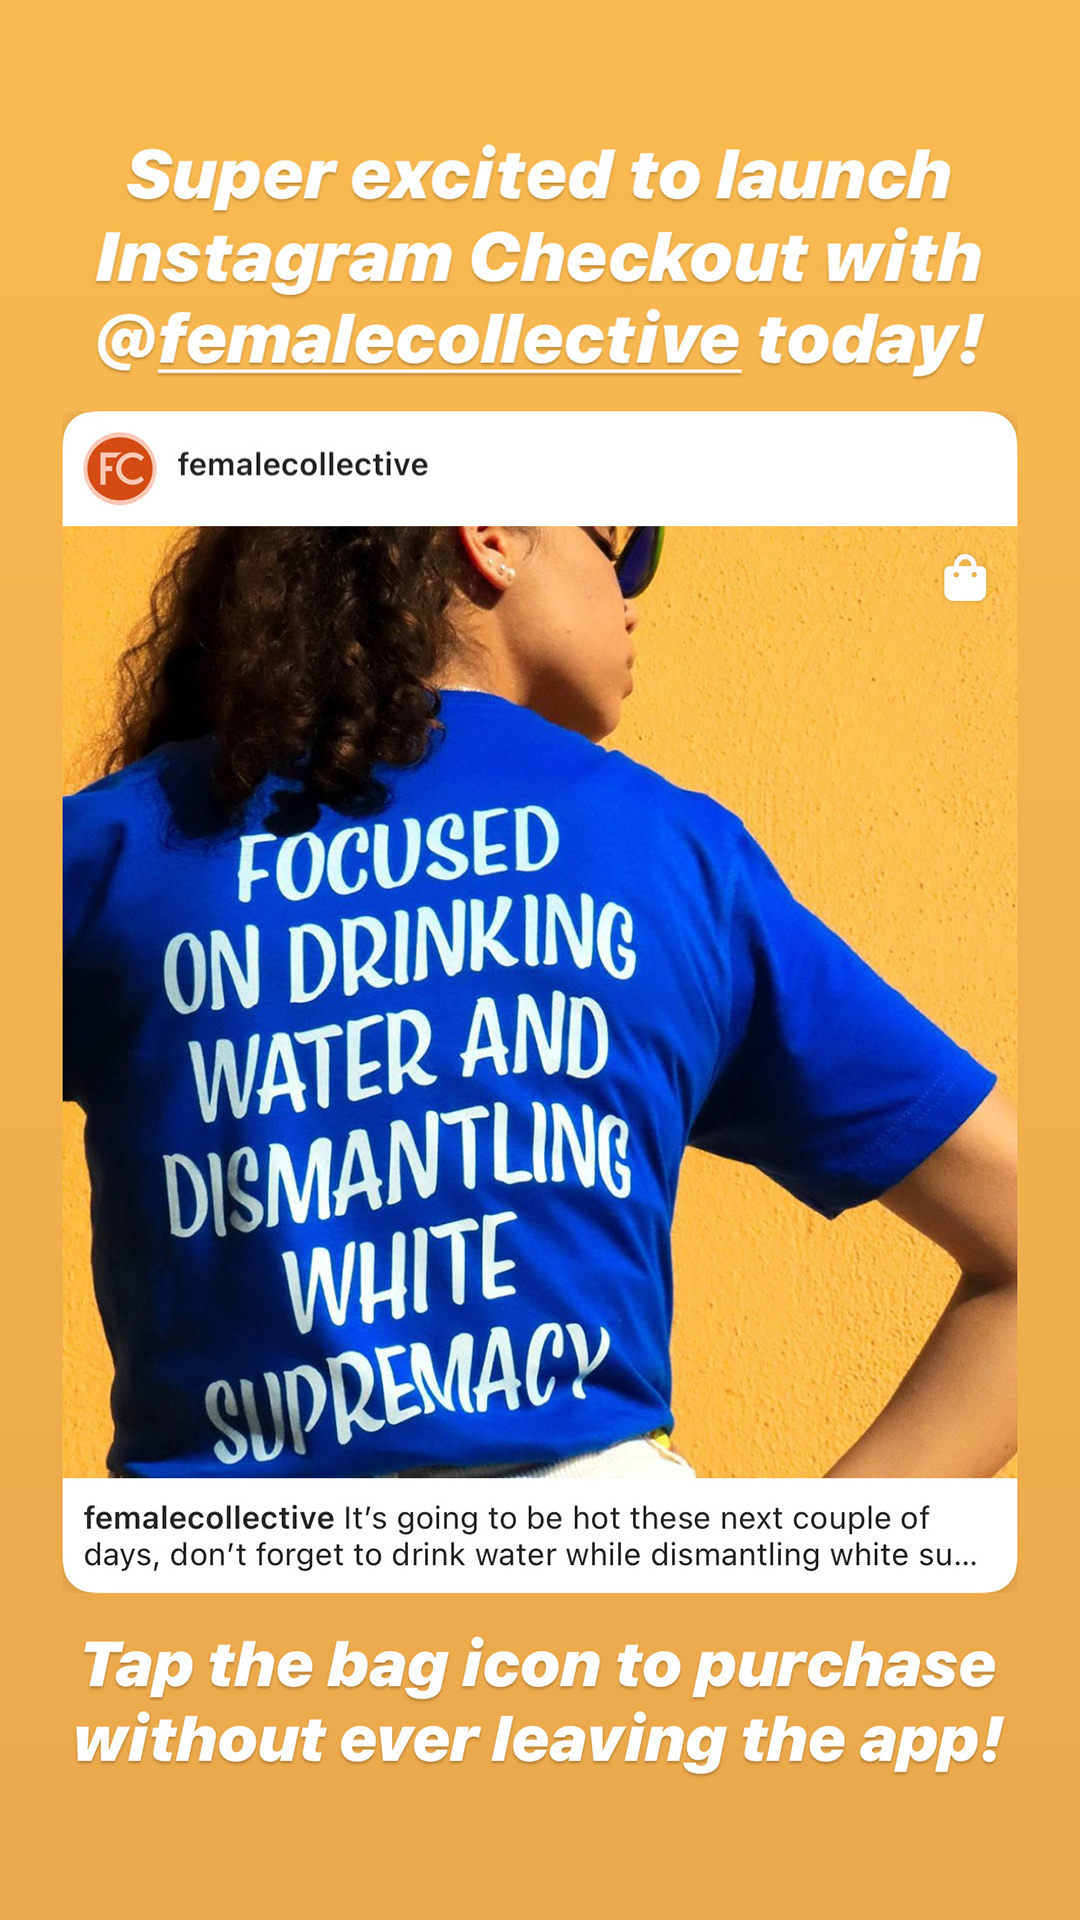 Super excited to launch
Instagram Checkout with
@femalecollective today!
FC
femalecollective
FOCUSED
ON DRINKING
WATER AND
DISMANTLING
WHITE
SUPREMACY
femalecollective It’s going to be hot these next couple of
days, don’t forget to drink water while dismantling white su...
Tap the bag icon to purchase
without ever leaving the app!